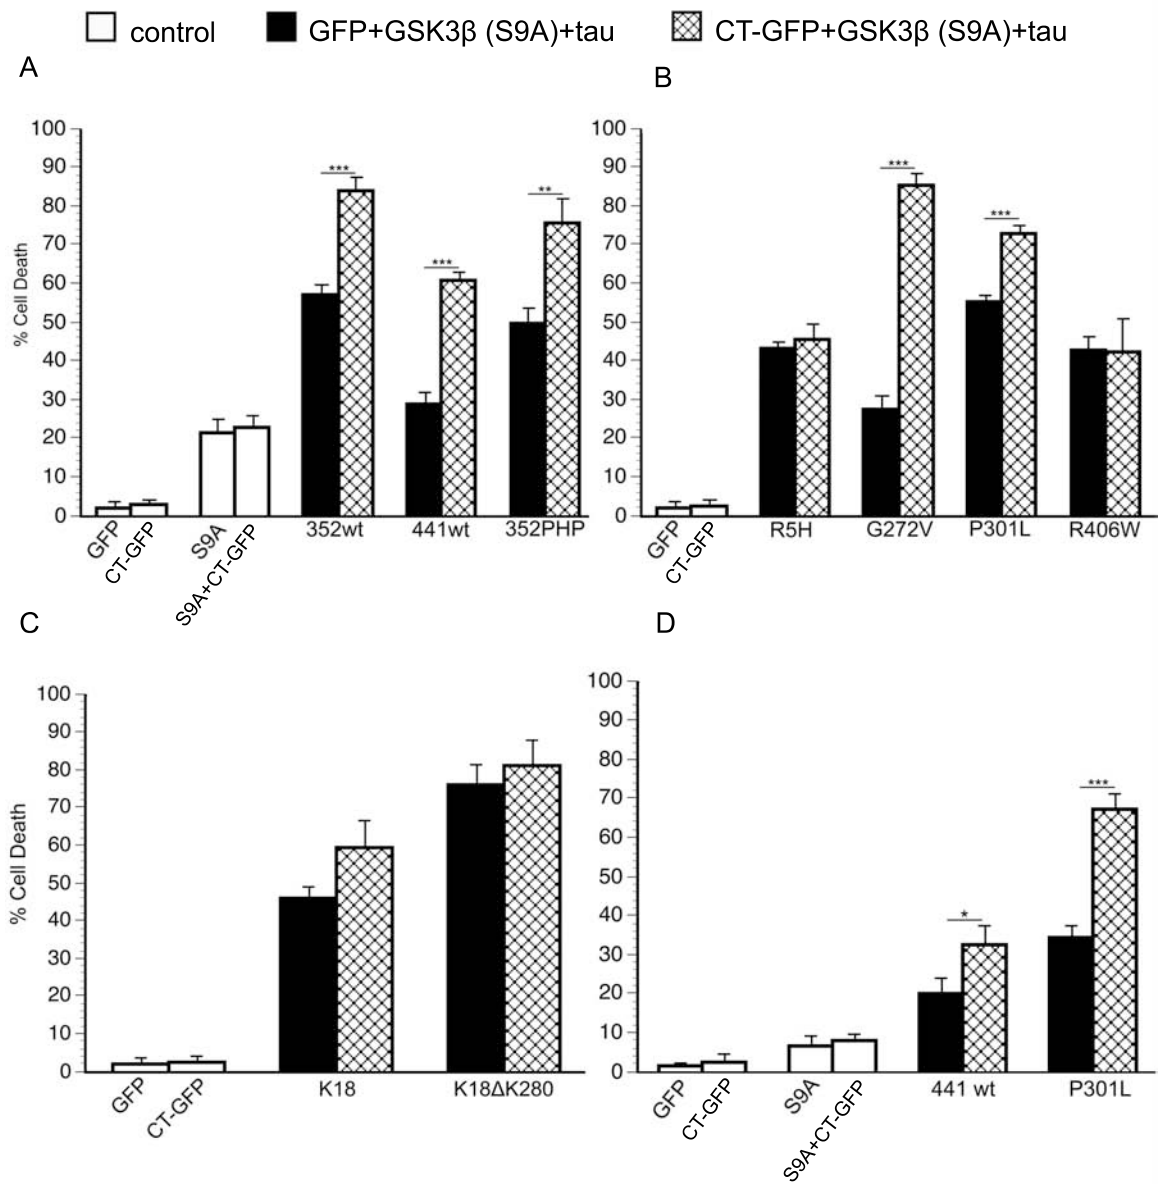 control GFP+GSK3β (S9A)+tau CT-GFP+GSK3β (S9A)+tau
A
% Cell Death
100
90
80
70
60
50
40
30
20
10
0
***
***
**
GFP
CT-GFP
S9A
S9A+CT-GFP
352wt
441wt
352PHP
B
100
90
80
70
60
50
40
30
20
10
0
***
***
GFP
CT-GFP
R5H
G272V
P301L
R406W
C
% Cell Death
100
90
80
70
60
50
40
30
20
10
0
GFP
CT-GFP
K18
K18ΔK280
D
100
90
80
70
60
50
40
30
20
10
0
*
***
GFP
CT-GFP
S9A
S9A+CT-GFP
441 wt
P301L